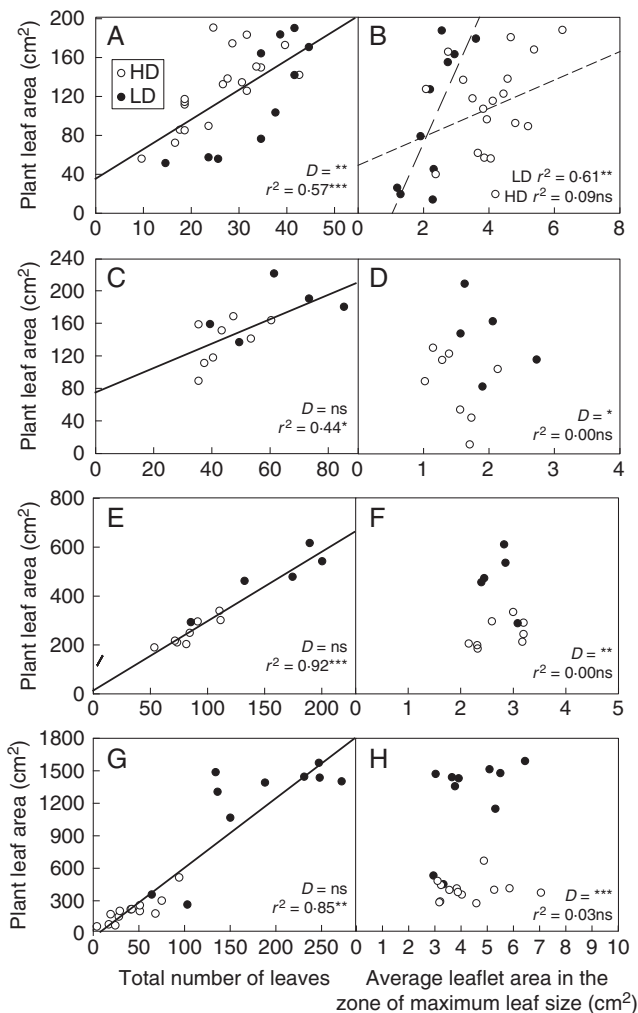 A
B
Plant leaf area (cm²)
200
160
120
80
40
0
HD
LD
D = **
r² = 0·57***
LD r² = 0·61**
HD r² = 0·09ns
0 10 20 30 40 50
0 2 4 6 8
C
D
Plant leaf area (cm²)
240
200
160
120
80
40
0
D = ns
r² = 0·44*
D = *
r² = 0·00ns
0 20 40 60 80
0 1 2 3 4
E
F
Plant leaf area (cm²)
800
600
400
200
0
D = ns
r² = 0·92***
D = **
r² = 0·00ns
0 50 100 150 200
0 1 2 3 4 5
G
H
Plant leaf area (cm²)
1800
1500
1200
900
600
300
0
D = ns
r² = 0·85**
D = ***
r² = 0·03ns
0 50 100 150 200 250
0 1 2 3 4 5 6 7 8 9 10
Total number of leaves
Average leaflet area in the
zone of maximum leaf size (cm²)